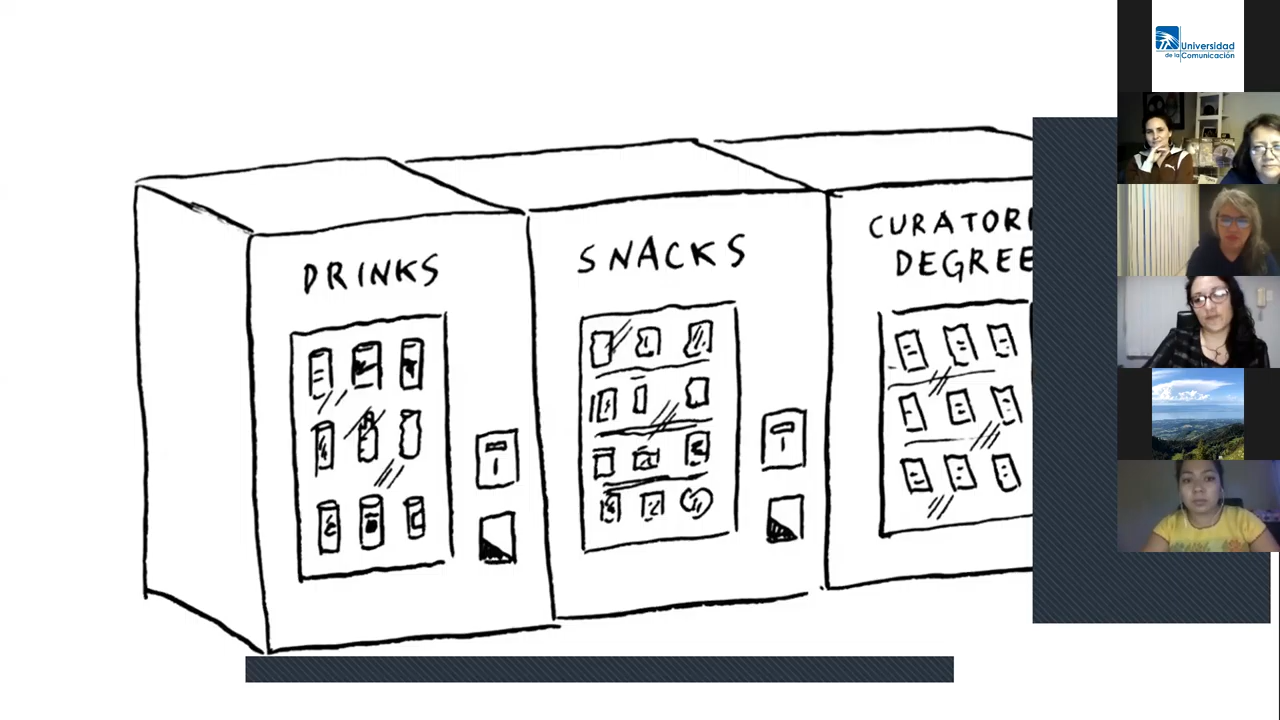 DRINKS
SNACKS
CURATORI
DEGREE
Universidad
de la Comunicación